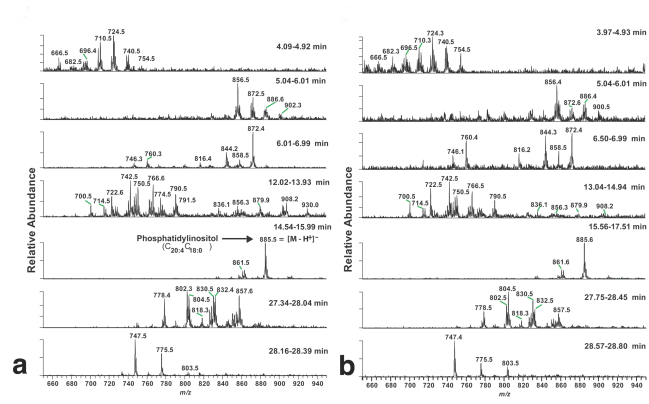 a
Relative Abundance
666.5 682.5 696.4 710.5 724.5 740.5 754.5 4.09-4.92 min
856.5 872.5 886.6 902.3 5.04-6.01 min
746.3 760.3 816.4 844.2 858.5 872.4 6.01-6.99 min
700.5 714.5 722.6 742.5 750.5 766.6 774.5 790.5 791.5 836.1 856.3 879.9 908.2 930.0 12.02-13.93 min
14.54-15.99 min
Phosphatidylinositol 885.5 = [M - H⁰]⁻
(C20:4C18:0)
861.5
778.4 802.3 804.5 818.3 830.5 832.4 857.6 27.34-28.04 min
747.5 775.5 803.5 28.16-28.39 min
660 700 720 740 760 780 800 820 840 860 880 900 920 940
m/z
b
Relative Abundance
666.5 682.3 696.5 710.3 724.3 740.5 754.5 3.97-4.93 min
856.4 872.6 886.4 900.5 5.04-6.01 min
746.1 760.4 816.2 844.3 858.5 872.4 6.50-6.99 min
700.5 714.5 722.5 742.5 750.5 766.5 790.5 836.1 856.3 879.9 908.2 13.04-14.94 min
861.6 885.6 15.56-17.51 min
778.5 802.5 804.5 818.3 830.5 832.5 857.5 27.75-28.45 min
747.4 775.5 803.5 28.57-28.80 min
660 680 700 720 740 760 780 800 820 840 860 880 900 920 940
m/z